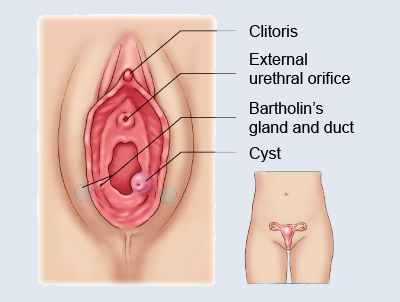 Clitoris
External
urethral orifice
Bartholin's
gland and duct
Cyst